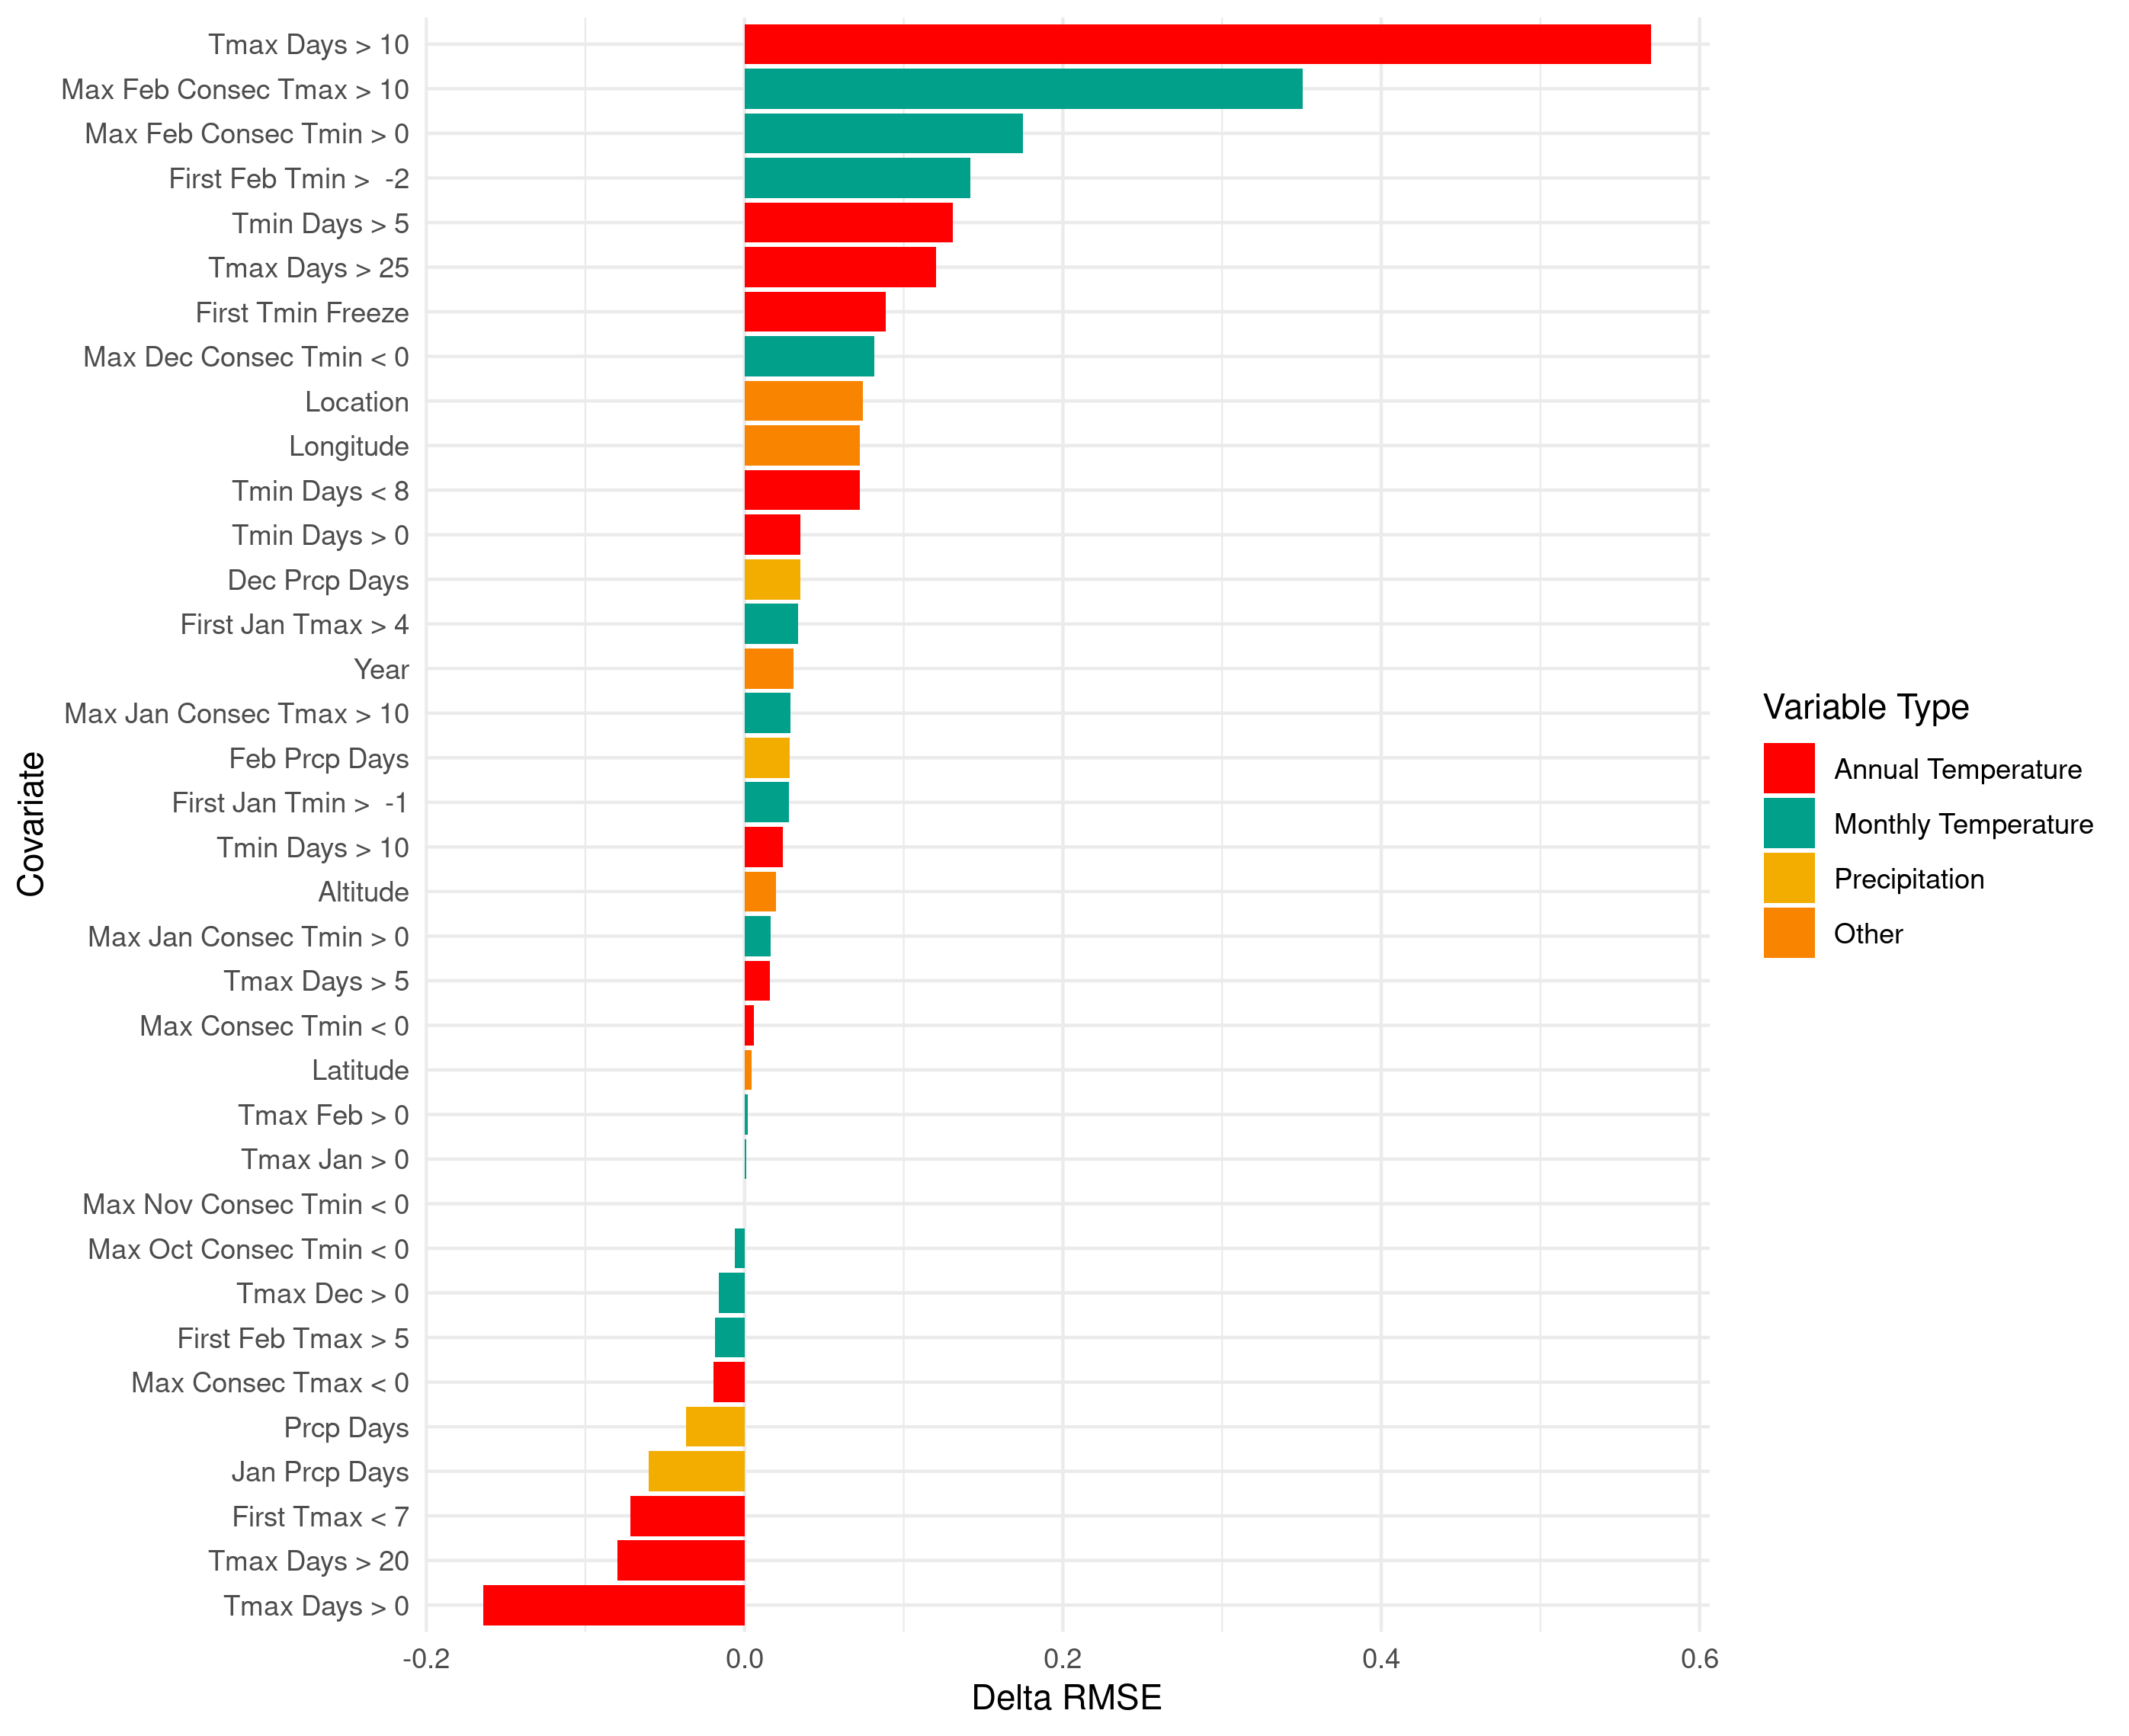 Tmax Days > 10
Max Feb Consec Tmax > 10
Max Feb Consec Tmin > 0
First Feb Tmin >  -2
Tmin Days > 5
Tmax Days > 25
First Tmin Freeze
Max Dec Consec Tmin < 0
Location
Longitude
Tmin Days < 8
Tmin Days > 0
Dec Prcp Days
First Jan Tmax > 4
Year
Max Jan Consec Tmax > 10
Feb Prcp Days
First Jan Tmin >  -1
Tmin Days > 10
Altitude
Max Jan Consec Tmin > 0
Tmax Days > 5
Max Consec Tmin < 0
Latitude
Tmax Feb > 0
Tmax Jan > 0
Max Nov Consec Tmin < 0
Max Oct Consec Tmin < 0
Tmax Dec > 0
First Feb Tmax > 5
Max Consec Tmax < 0
Prcp Days
Jan Prcp Days
First Tmax < 7
Tmax Days > 20
Tmax Days > 0
Covariate
-0.2 0.0 0.2 0.4 0.6
Delta RMSE
Variable Type
Annual Temperature
Monthly Temperature
Precipitation
Other